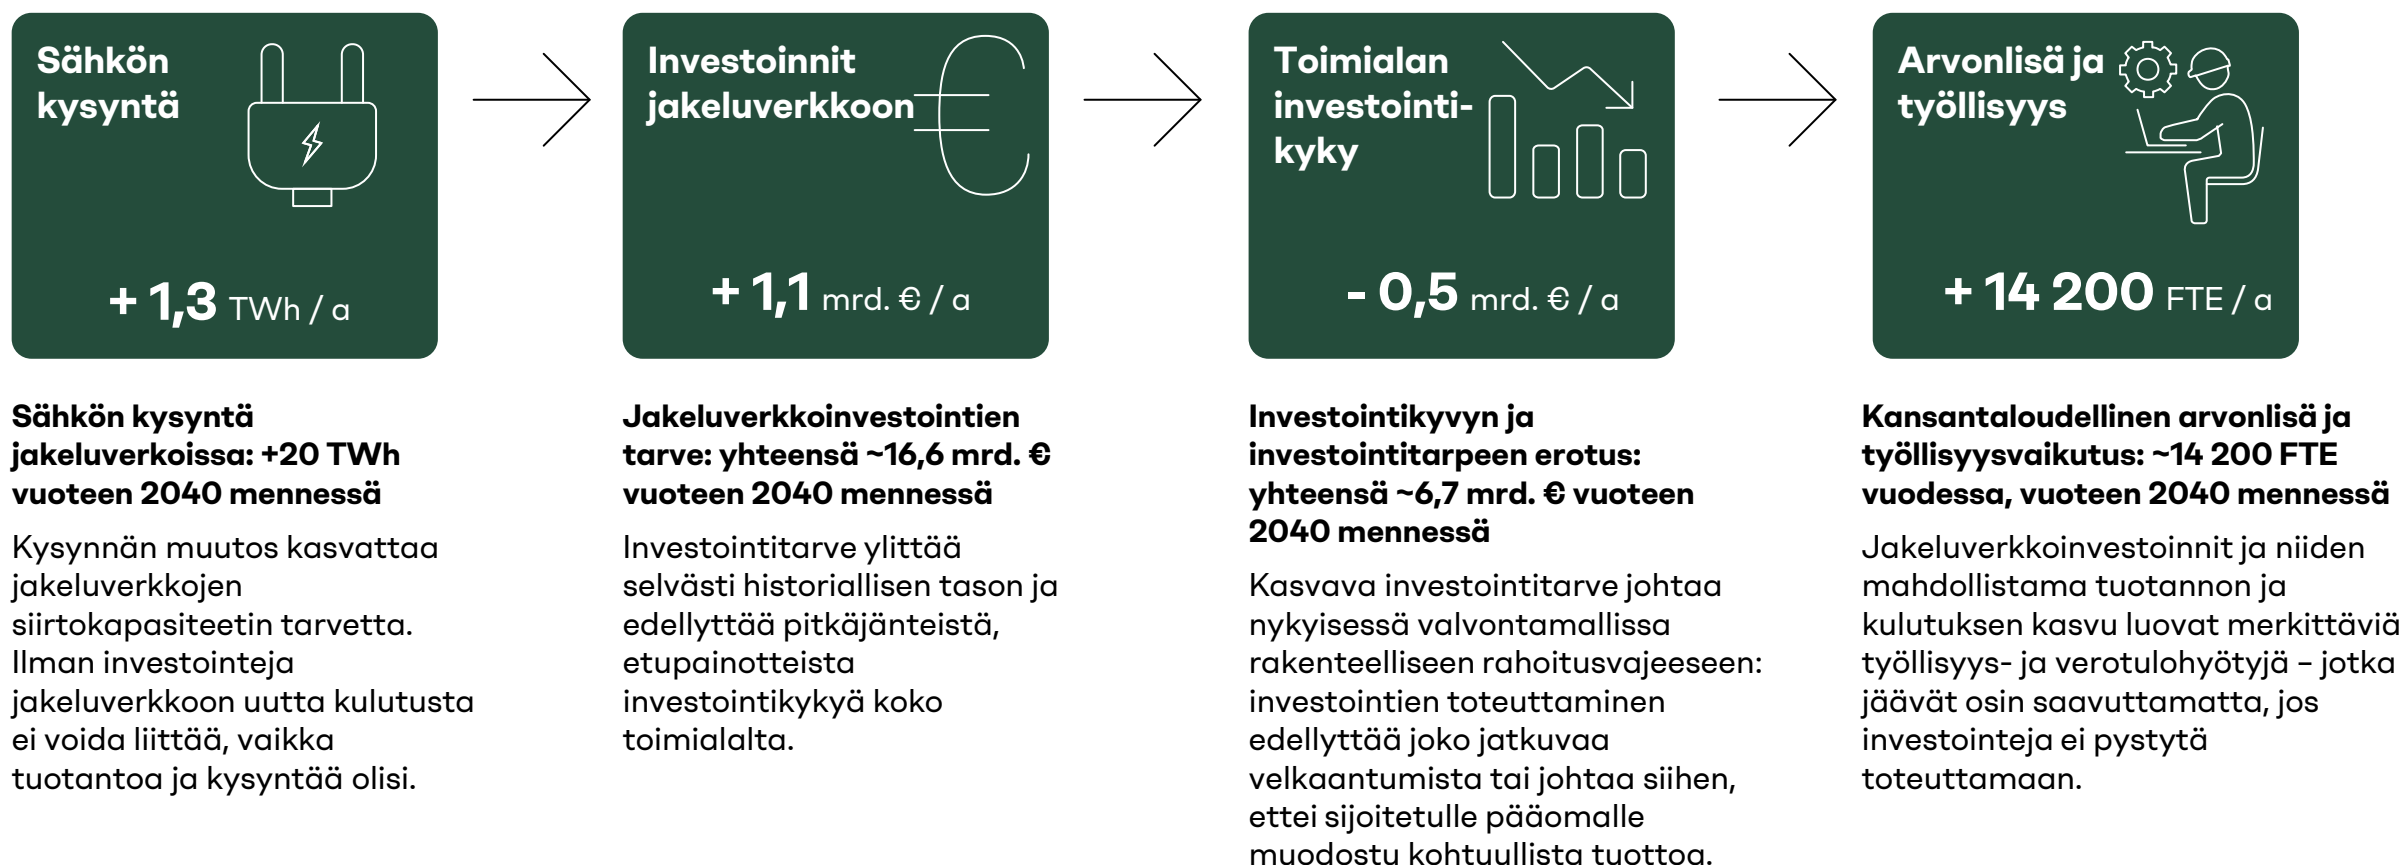 Sähkön
kysyntä
+ 1,3 TWh / a
Sähkön kysyntä
jakeluverkoissa: +20 TWh
vuoteen 2040 mennessä
Kysynnän muutos kasvattaa
jakeluverkkojen
siirtokapasiteetin tarvetta.
Ilman investointeja
jakeluverkkoon uutta kulutusta
ei voida liittää, vaikka
tuotantoa ja kysyntää olisi.
Investoinnit
jakeluverkkoon
+ 1,1 mrd. € / a
Jakeluverkkoinvestointien
tarve: yhteensä ~16,6 mrd. €
vuoteen 2040 mennessä
Investointitarve ylittää
selvästi historiallisen tason ja
edellyttää pitkäjänteistä,
etupainotteista
investointikykyä koko
toimialalta.
Toimialan
investointi-
kyky
- 0,5 mrd. € / a
Investointikyvyn ja
investointitarpeen erotus:
yhteensä ~6,7 mrd. € vuoteen
2040 mennessä
Kasvava investointitarve johtaa
nykyisessä valvontamallissa
rakenteelliseen rahoitusvajeeseen:
investointien toteuttaminen
edellyttää joko jatkuvaa
velkaantumista tai johtaa siihen,
ettei sijoitetulle pääomalle
muodostu kohtuullista tuottoa.
Arvonlisä ja
työllisyys
+ 14 200 FTE / a
Kansantaloudellinen arvonlisä ja
työllisyysvaikutus: ~14 200 FTE
vuodessa, vuoteen 2040 mennessä
Jakeluverkkoinvestoinnit ja niiden
mahdollistama tuotannon ja
kulutuksen kasvu luovat merkittäviä
työllisyys- ja verotulohyötyjä – jotka
jäävät osin saavuttamatta, jos
investointeja ei pystytä
toteuttamaan.